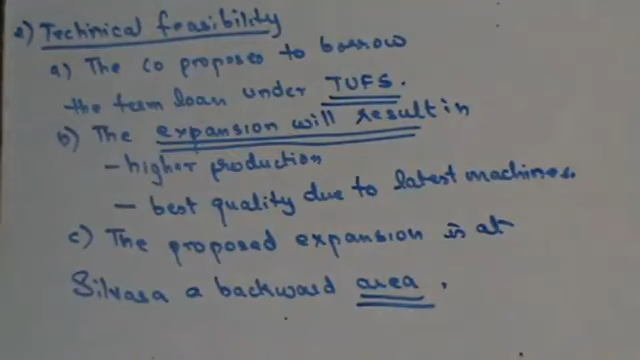 2) Technical feasibility
a) The co proposes to borrow
the term loan under TUFS.
b) The expansion will result in
- higher production
- best quality due to latest machines.
c) The proposed expansion is at
Silvasa a backward area.